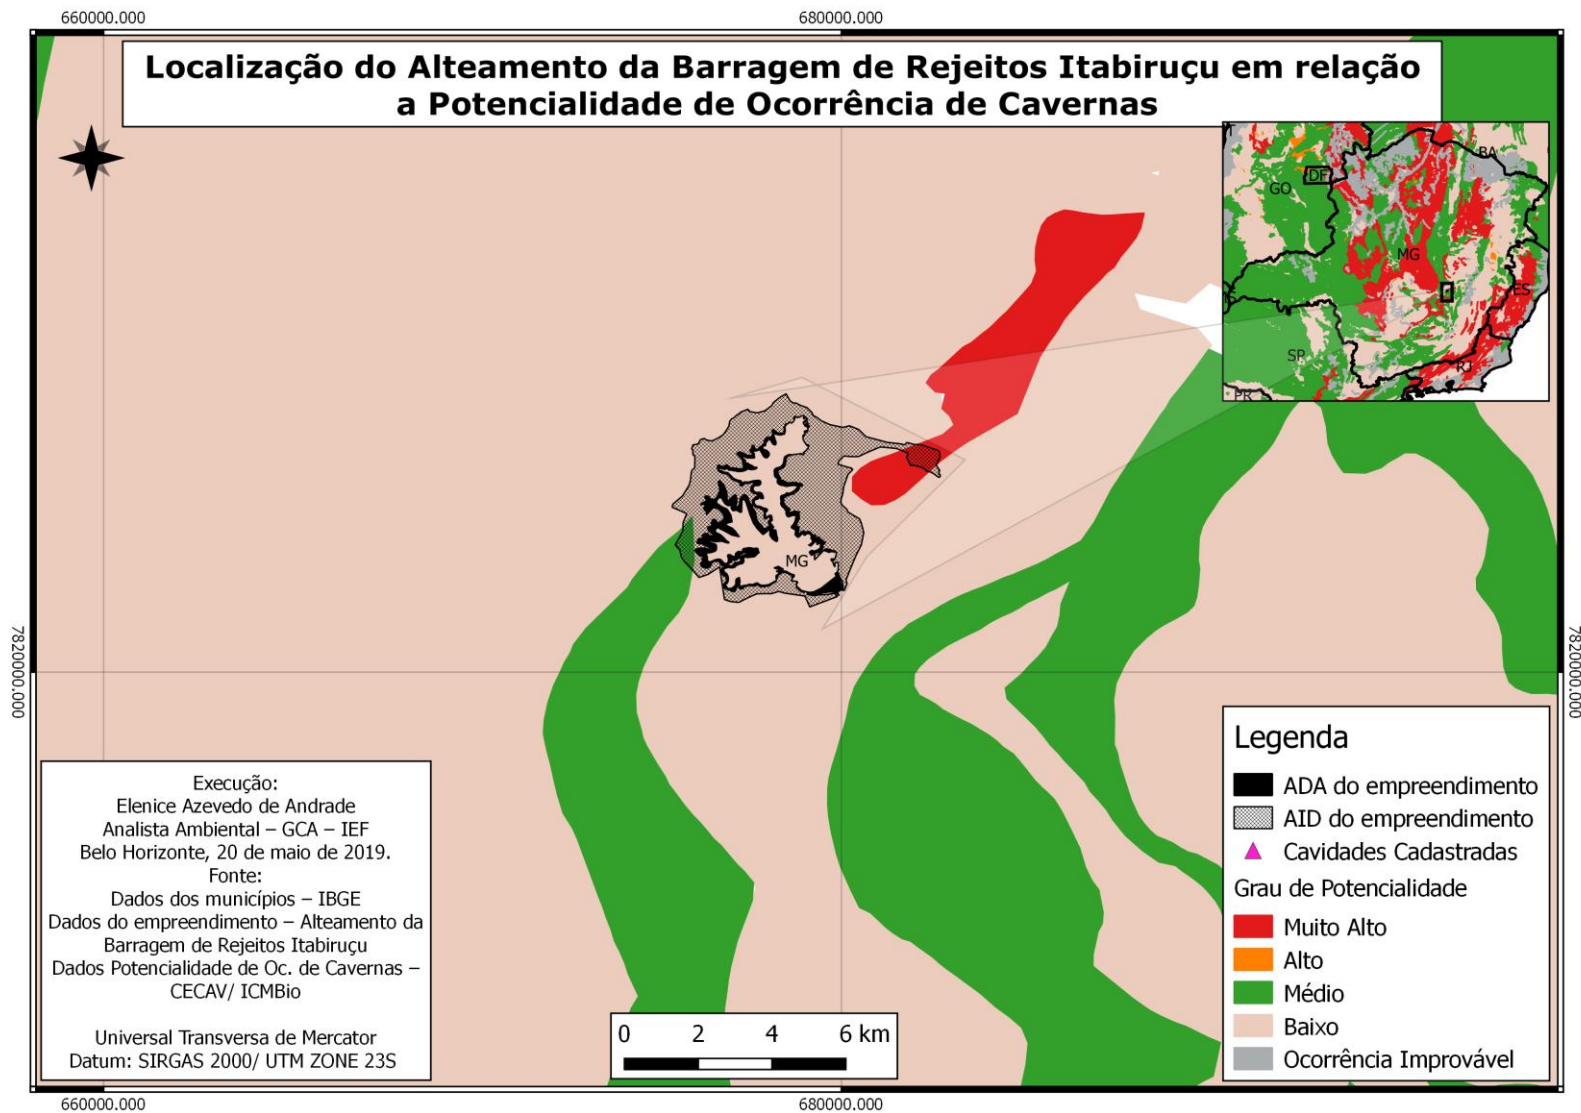 660000.000
680000.000
Localização do Alteamento da Barragem de Rejeitos Itabiruçu em relação
a Potencialidade de Ocorrência de Cavernas
BA
DF
GO
MG
ES
SP
RJ
PR
MG
7820000.000
7820000.000
Execução:
Elenice Azevedo de Andrade
Analista Ambiental – GCA – IEF
Belo Horizonte, 20 de maio de 2019.
Fonte:
Dados dos municípios – IBGE
Dados do empreendimento – Alteamento da
Barragem de Rejeitos Itabiruçu
Dados Potencialidade de Oc. de Cavernas –
CECAV/ ICMBio
Universal Transversa de Mercator
Datum: SIRGAS 2000/ UTM ZONE 23S
0 2 4 6 km
Legenda
ADA do empreendimento
AID do empreendimento
Cavidades Cadastradas
Grau de Potencialidade
Muito Alto
Alto
Médio
Baixo
Ocorrência Improvável
660000.000
680000.000